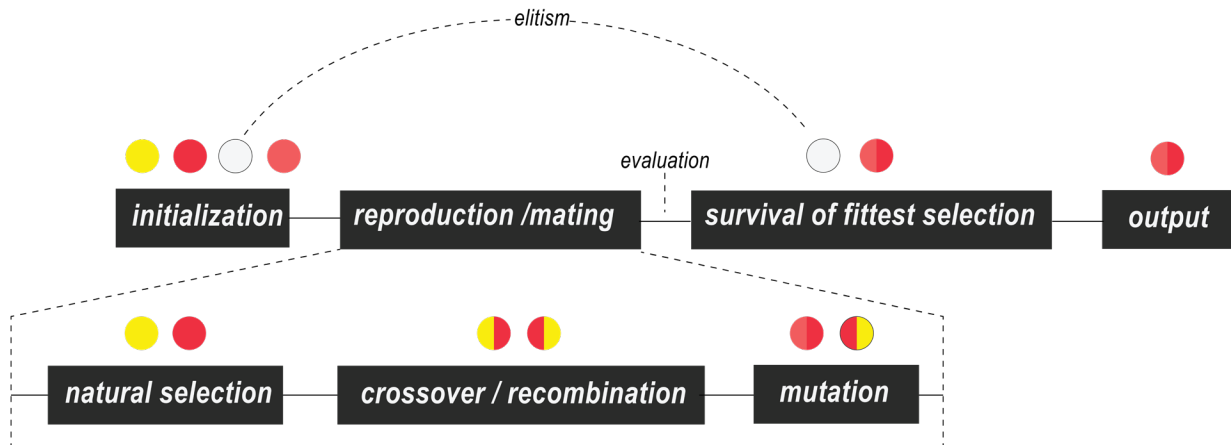 elitism
evaluation
initialization
reproduction /mating
survival of fittest selection
output
natural selection
crossover / recombination
mutation